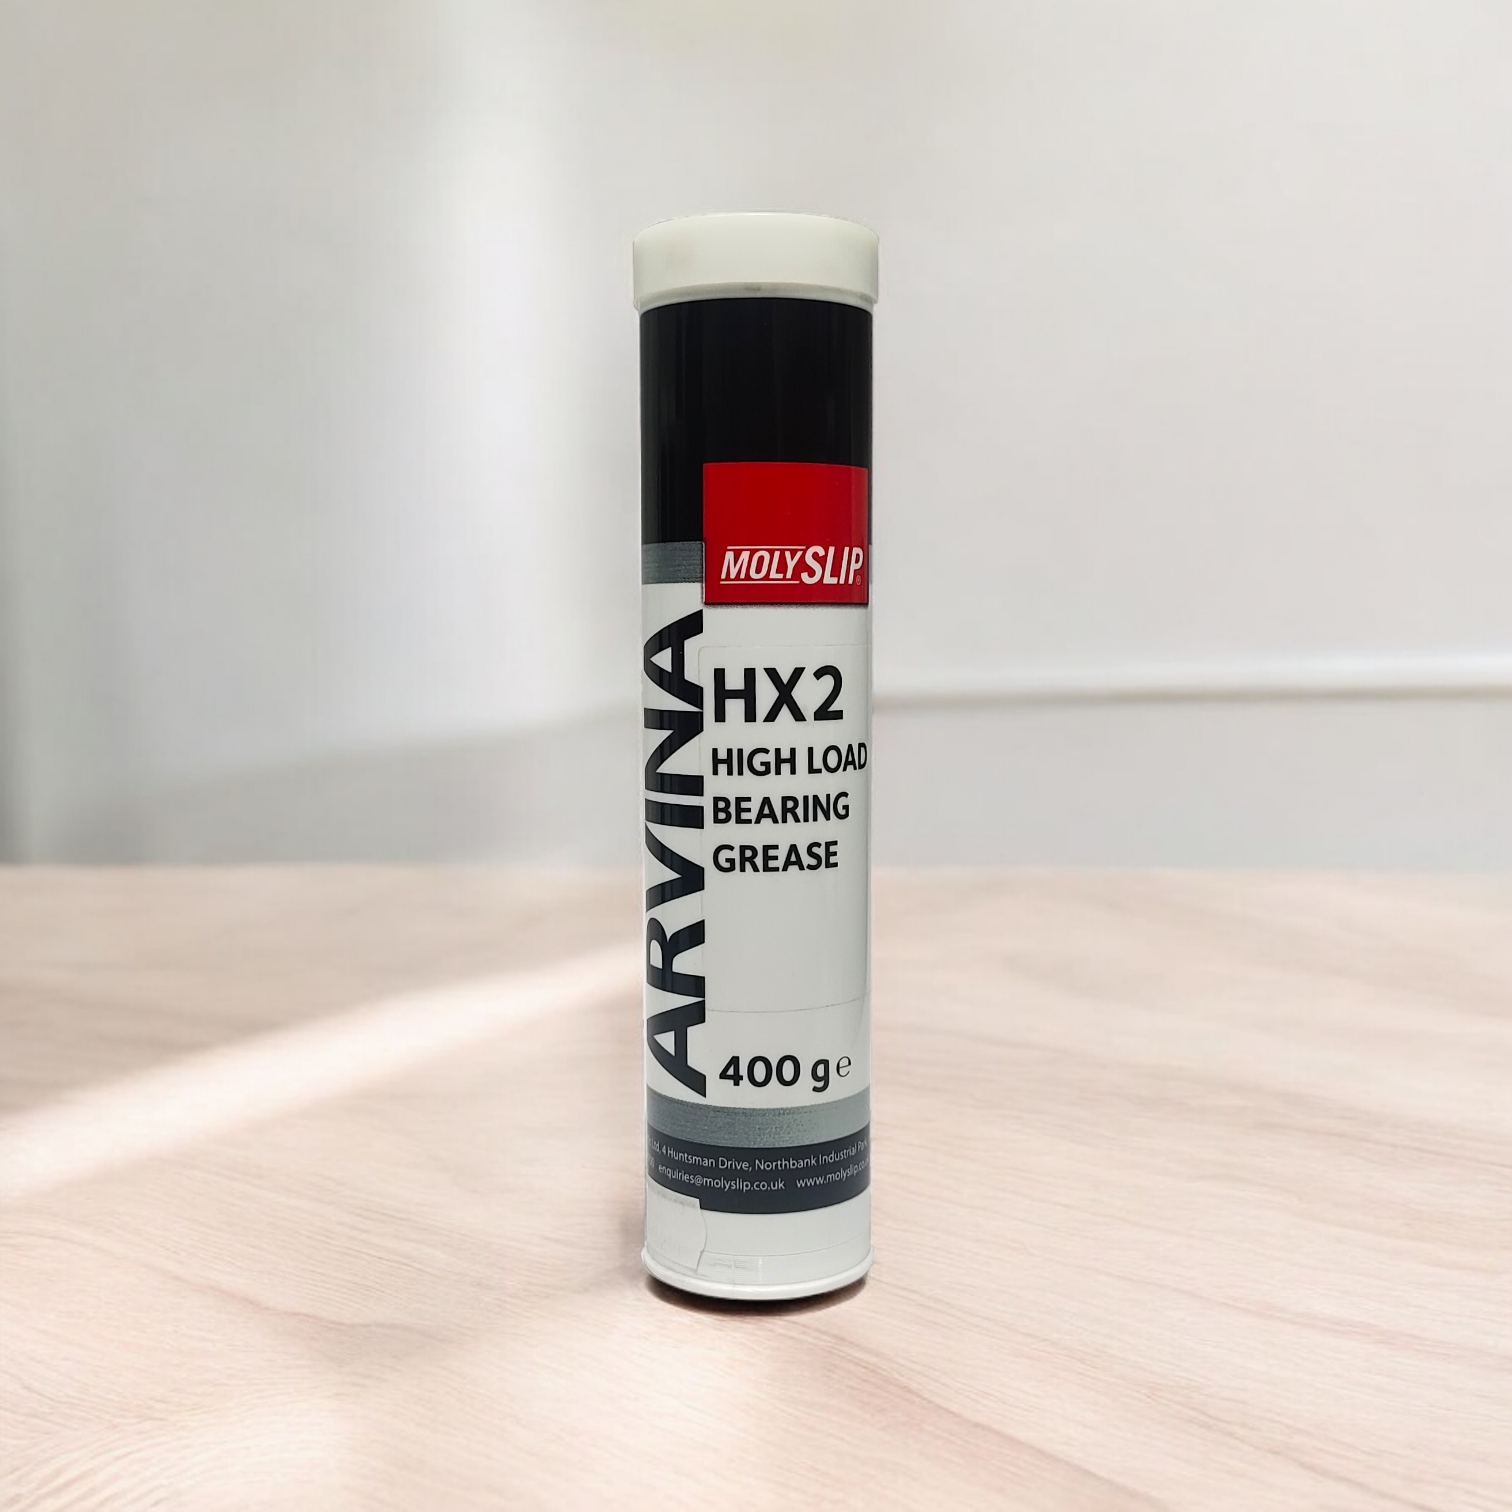 MOLYSLIP®
ARVINA
HX2
HIGH LOAD
BEARING
GREASE
400 g ℮
Ltd. 4 Huntsman Drive, Northbank Industrial Park,
enquiries@molyslip.co.uk www.molyslip.co.